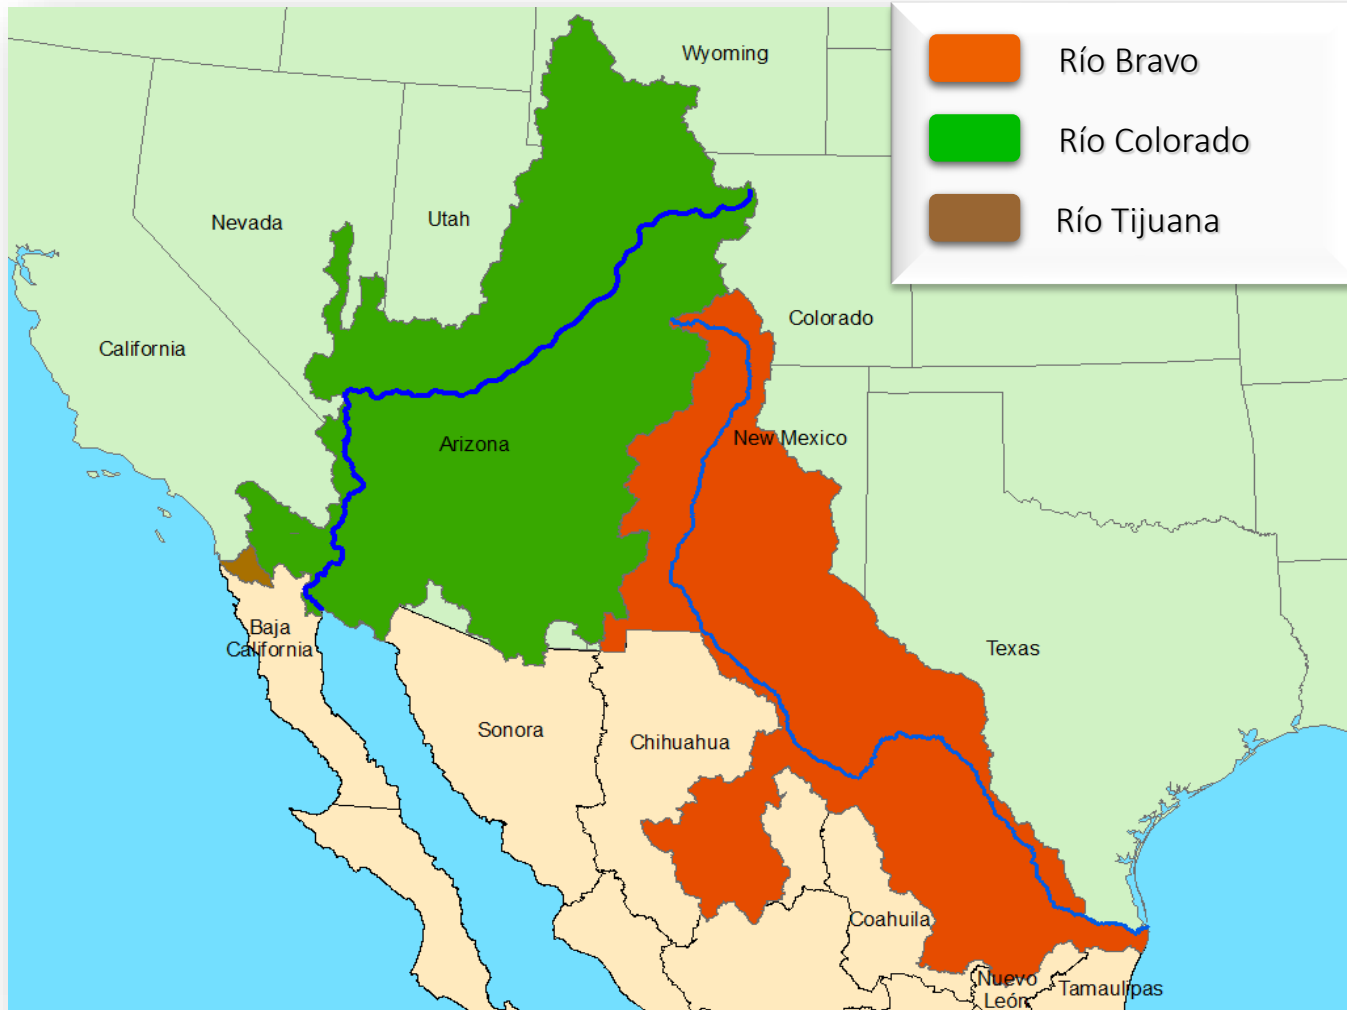 Wyoming
Río Bravo
Río Colorado
Río Tijuana
Nevada
Utah
Colorado
California
New Mexico
Arizona
Baja
California
Texas
Sonora
Chihuahua
Coahuila
Nuevo
León
Tamaulipas